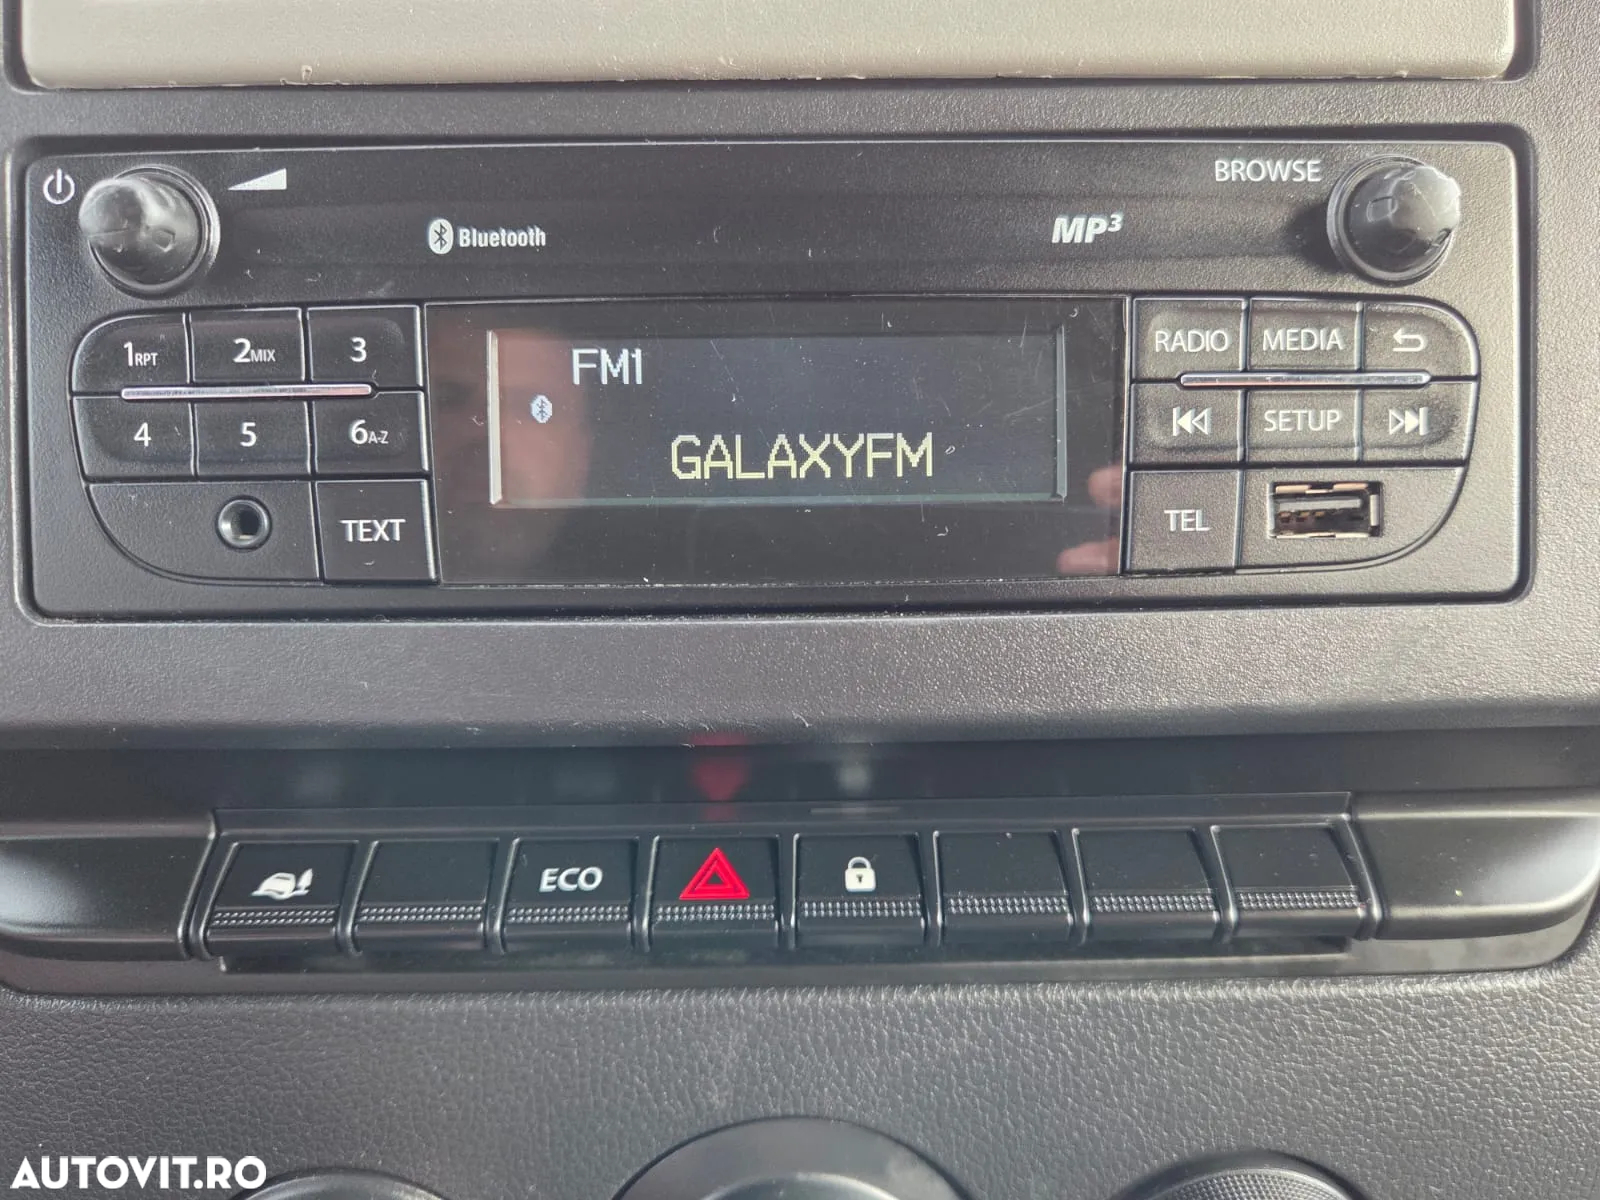 BROWSE
Bluetooth
MP3
1RPT 2MIX 3
FM1
RADIO MEDIA
4 5 6A-Z
GALAXYFM
SETUP
TEXT
TEL
ECO
AUTOVIT.RO